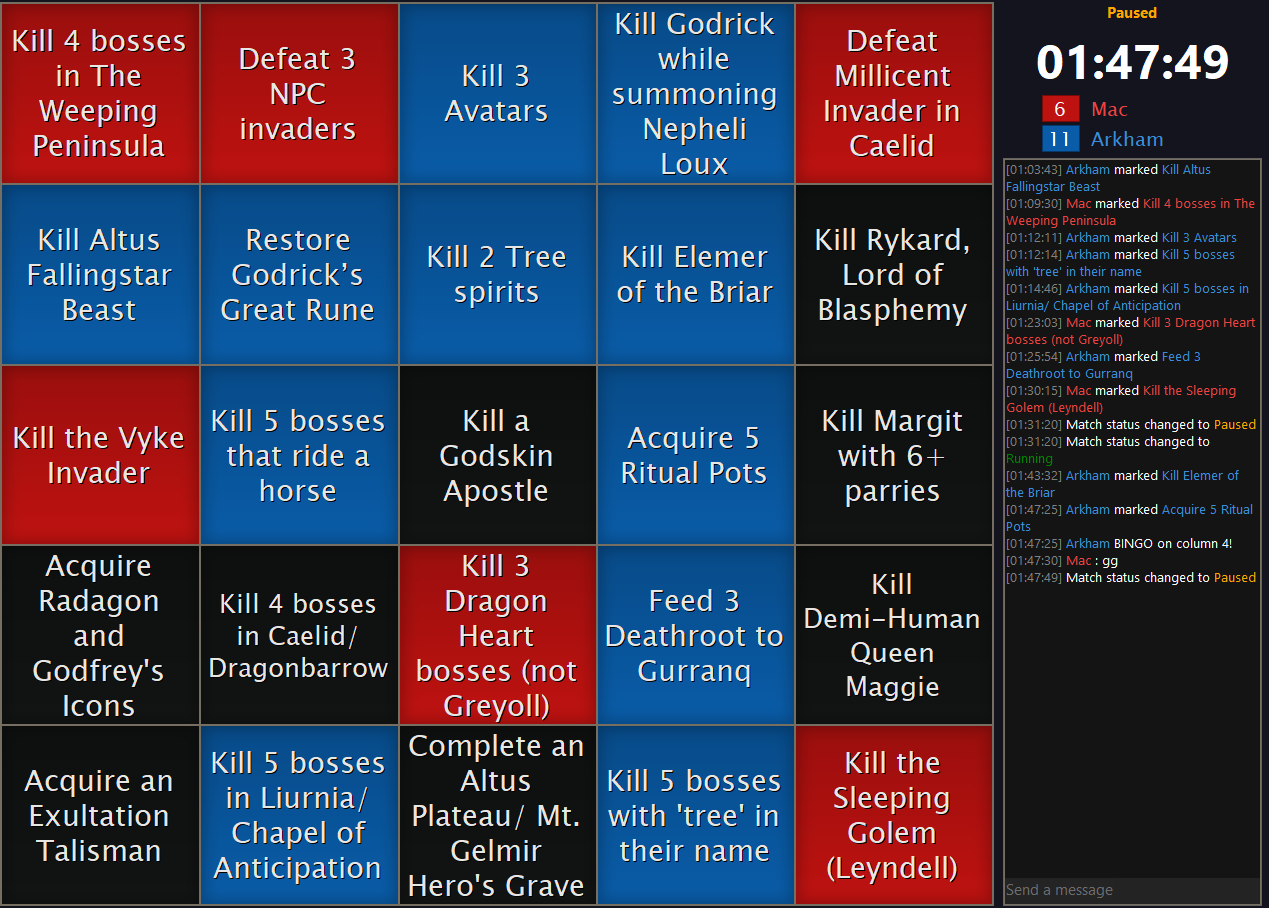 Kill 4 bosses
in The
Weeping
Peninsula
Defeat 3
NPC
invaders
Kill 3
Avatars
Kill Godrick
while
summoning
Nepheli
Loux
Defeat
Millicent
Invader in
Caelid
Kill Altus
Fallingstar
Beast
Restore
Godrick’s
Great Rune
Kill 2 Tree
spirits
Kill Elemer
of the Briar
Kill Rykard,
Lord of
Blasphemy
Kill the Vyke
Invader
Kill 5 bosses
that ride a
horse
Kill a
Godskin
Apostle
Acquire 5
Ritual Pots
Kill Margit
with 6+
parries
Acquire
Radagon
and
Godfrey's
Icons
Kill 4 bosses
in Caelid/
Dragonbarrow
Kill 3
Dragon
Heart
bosses (not
Greyoll)
Feed 3
Deathroot to
Gurranq
Kill
Demi-Human
Queen
Maggie
Acquire an
Exultation
Talisman
Kill 5 bosses
in Liurnia/
Chapel of
Anticipation
Complete an
Altus
Plateau/ Mt.
Gelmir
Hero's Grave
Kill 5 bosses
with 'tree' in
their name
Kill the
Sleeping
Golem
(Leyndell)
Paused
01:47:49
6 Mac
11 Arkham
[01:03:43] Arkham marked Kill Altus
Fallingstar Beast
[01:09:30] Mac marked Kill 4 bosses in The
Weeping Peninsula
[01:12:11] Arkham marked Kill 3 Avatars
[01:12:14] Arkham marked Kill 5 bosses
with 'tree' in their name
[01:14:46] Arkham marked Kill 5 bosses in
Liurnia/ Chapel of Anticipation
[01:23:03] Mac marked Kill 3 Dragon Heart
bosses (not Greyoll)
[01:25:54] Arkham marked Feed 3
Deathroot to Gurranq
[01:30:15] Mac marked Kill the Sleeping
Golem (Leyndell)
[01:31:20] Match status changed to Paused
[01:31:20] Match status changed to
Running
[01:43:32] Arkham marked Kill Elemer of
the Briar
[01:47:25] Arkham marked Acquire 5 Ritual
Pots
[01:47:25] Arkham BINGO on column 4!
[01:47:30] Mac : gg
[01:47:49] Match status changed to Paused
Send a message